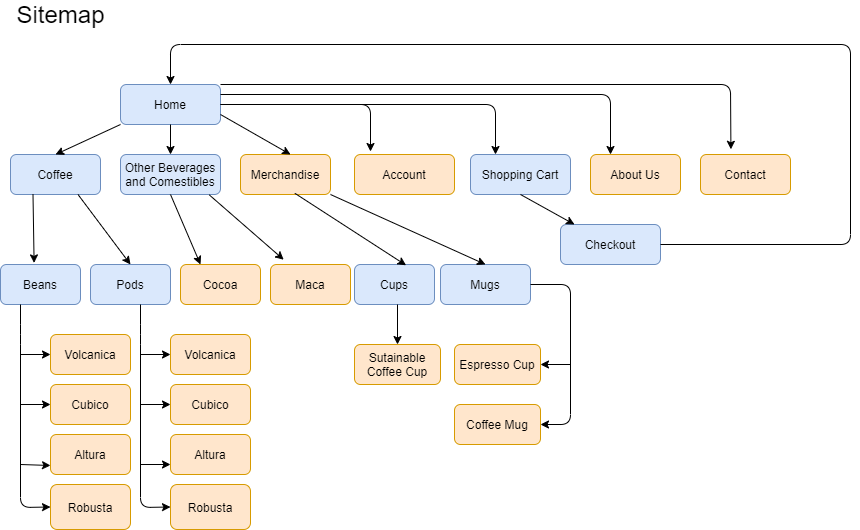 Sitemap
Home
Coffee
Other Beverages
and Comestibles
Merchandise
Account
Shopping Cart
About Us
Contact
Checkout
Beans
Pods
Cocoa
Maca
Cups
Mugs
Volcanica
Volcanica
Sutainable
Coffee Cup
Espresso Cup
Cubico
Cubico
Coffee Mug
Altura
Altura
Robusta
Robusta